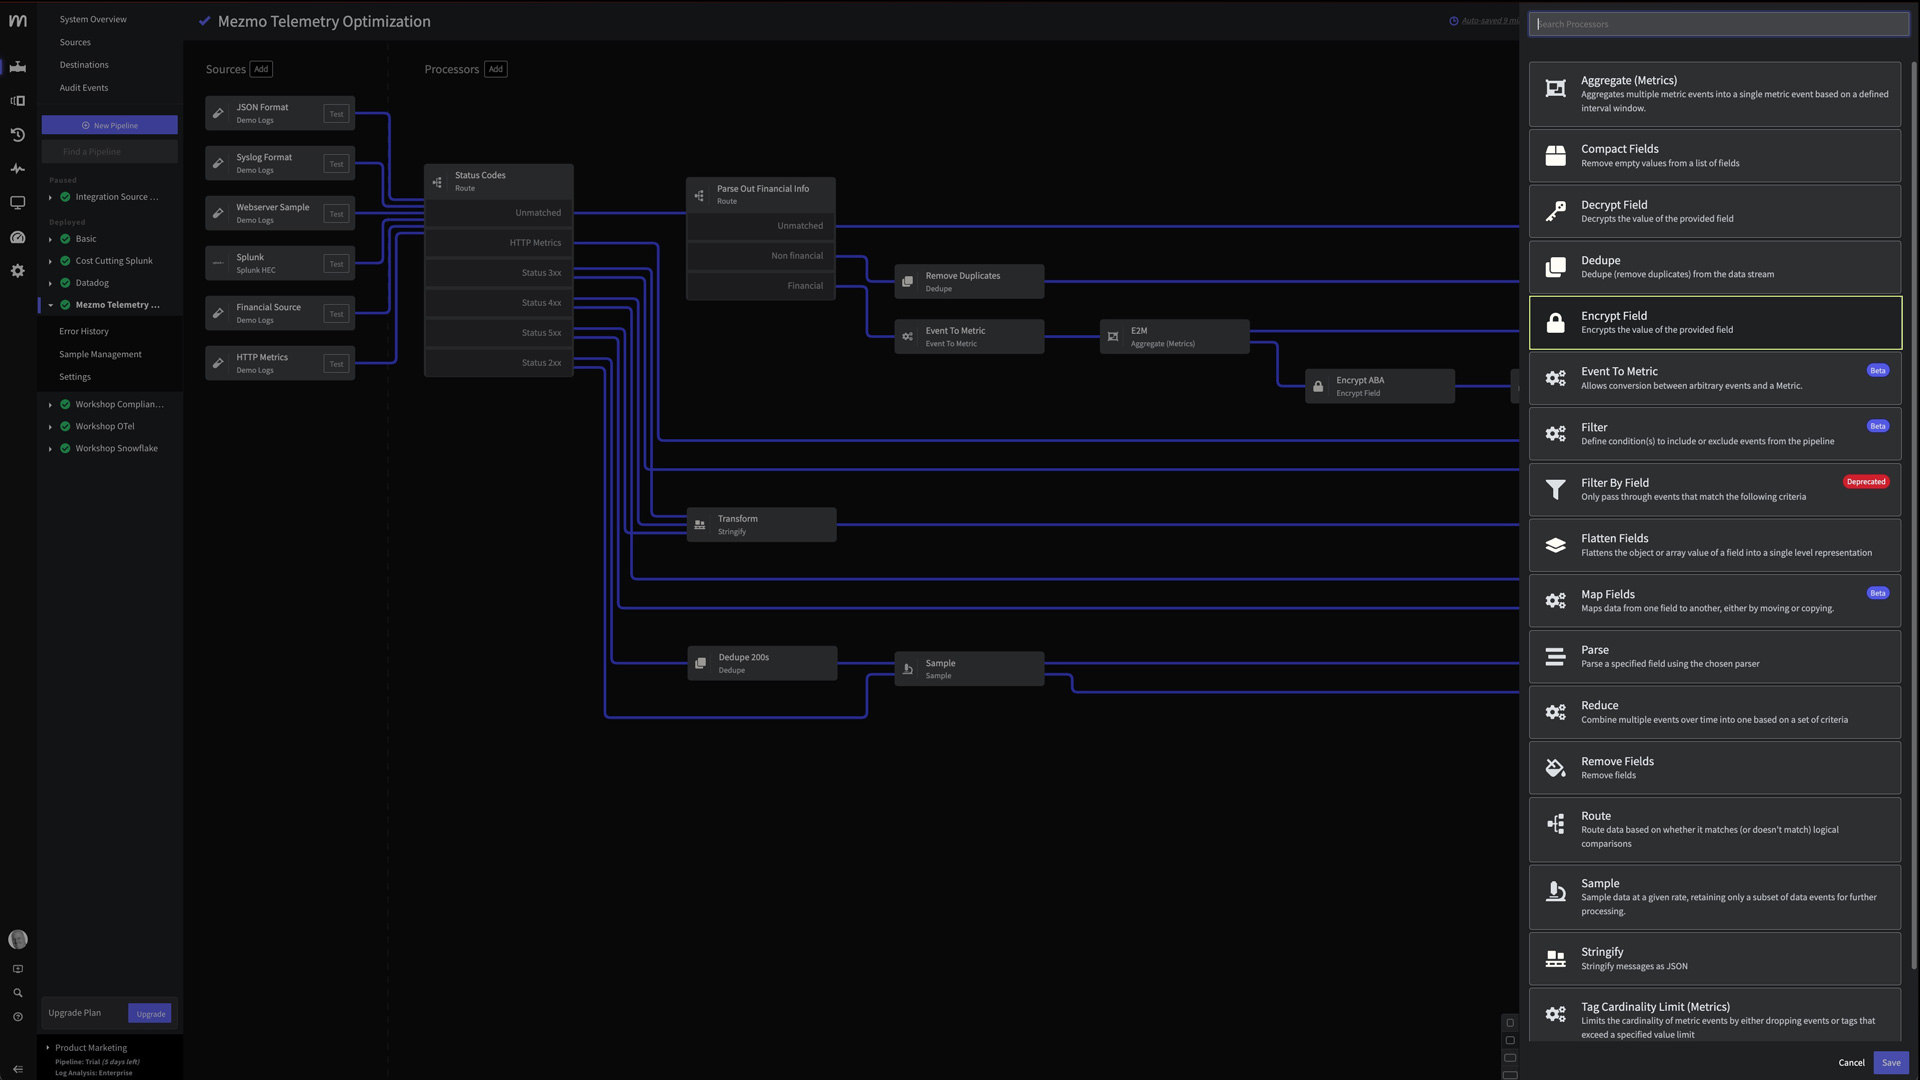 System Overview
Sources
Destinations
Audit Events
New Pipeline
Find a Pipeline
Paused
Integration Source ...
Deployed
Basic
Cost Cutting Splunk
Datadog
Mezmo Telemetry ...
Error History
Sample Management
Settings
Workshop Complian...
Workshop OTel
Workshop Snowflake
Upgrade Plan
Upgrade
Product Marketing
Pipeline: Trial (5 days left)
Log Analysis: Enterprise
Mezmo Telemetry Optimization
Auto-saved 9 mi
Sources
Add
Processors
Add
JSON Format
Demo Logs
Test
Syslog Format
Demo Logs
Test
Webserver Sample
Demo Logs
Test
Splunk
Splunk HEC
Test
Financial Source
Demo Logs
Test
HTTP Metrics
Demo Logs
Test
Status Codes
Route
Unmatched
HTTP Metrics
Status 3xx
Status 4xx
Status 5xx
Status 2xx
Parse Out Financial Info
Route
Unmatched
Non financial
Financial
Remove Duplicates
Dedupe
Event To Metric
Event To Metric
E2M
Aggregate (Metrics)
Encrypt ABA
Encrypt Field
Transform
Stringify
Dedupe 200s
Dedupe
Sample
Sample
Search Processors
Aggregate (Metrics)
Aggregates multiple metric events into a single metric event based on a defined
interval window.
Compact Fields
Remove empty values from a list of fields
Decrypt Field
Decrypts the value of the provided field
Dedupe
Dedupe (remove duplicates) from the data stream
Encrypt Field
Encrypts the value of the provided field
Event To Metric
Beta
Allows conversion between arbitrary events and a Metric.
Filter
Beta
Define condition(s) to include or exclude events from the pipeline
Filter By Field
Deprecated
Only pass through events that match the following criteria
Flatten Fields
Flattens the object or array value of a field into a single level representation
Map Fields
Beta
Maps data from one field to another, either by moving or copying.
Parse
Parse a specified field using the chosen parser
Reduce
Combine multiple events over time into one based on a set of criteria
Remove Fields
Remove fields
Route
Route data based on whether it matches (or doesn't match) logical
comparisons
Sample
Sample data at a given rate, retaining only a subset of data events for further
processing.
Stringify
Stringify messages as JSON
Tag Cardinality Limit (Metrics)
Limits the cardinality of metric events by either dropping events or tags that
exceed a specified value limit
Cancel
Save